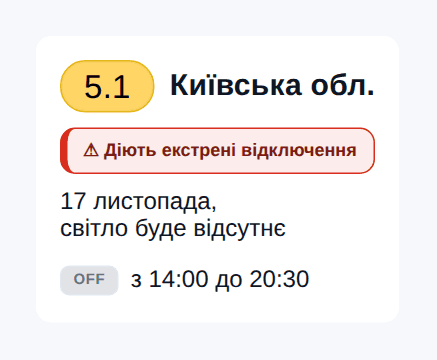 5.1 Київська обл.
⚠ Діють екстрені відключення
17 листопада,
світло буде відсутнє
OFF з 14:00 до 20:30